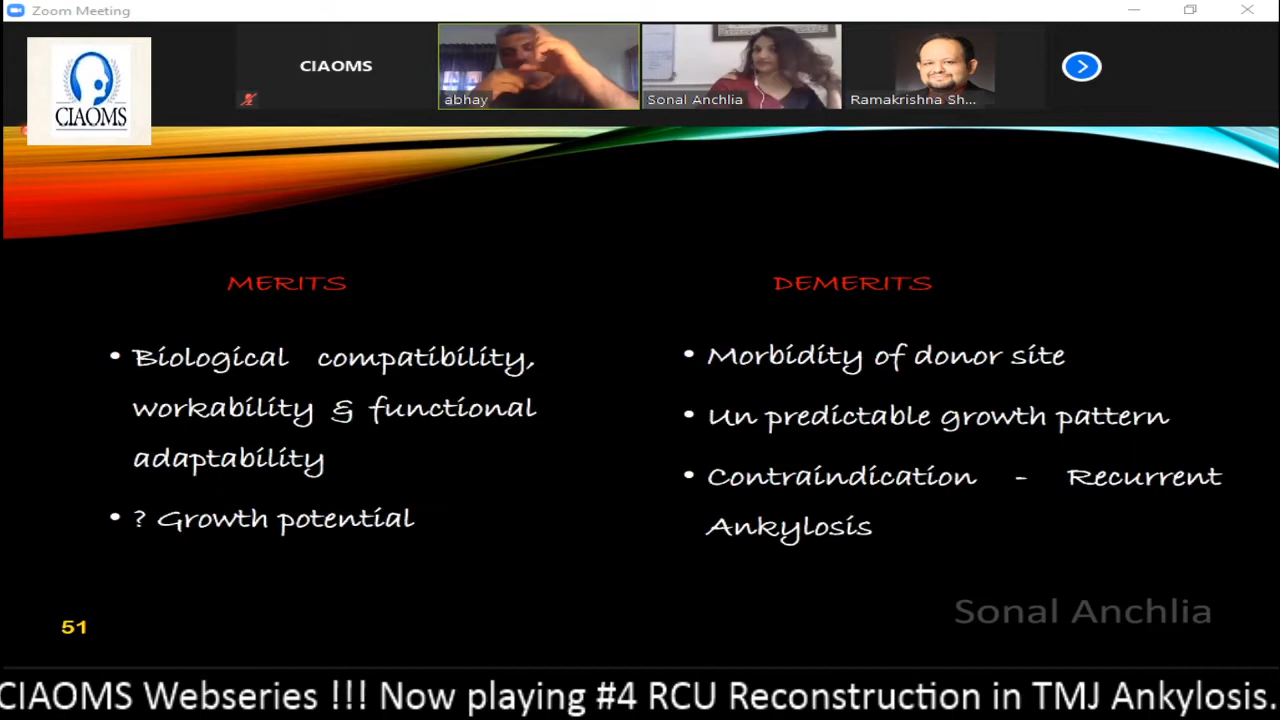 Zoom Meeting
CIAOMS
CIAOMS
abhay
Sonal Anchlia
Ramakrishna Sh...
MERITS
• Biological compatibility,
workability & functional
adaptability
• ? Growth potential
DEMERITS
• Morbidity of donor site
• Un predictable growth pattern
• Contraindication - Recurrent
Ankylosis
51
Sonal Anchlia
CIAOMS Webseries !!! Now playing #4 RCU Reconstruction in TMJ Ankylosis.